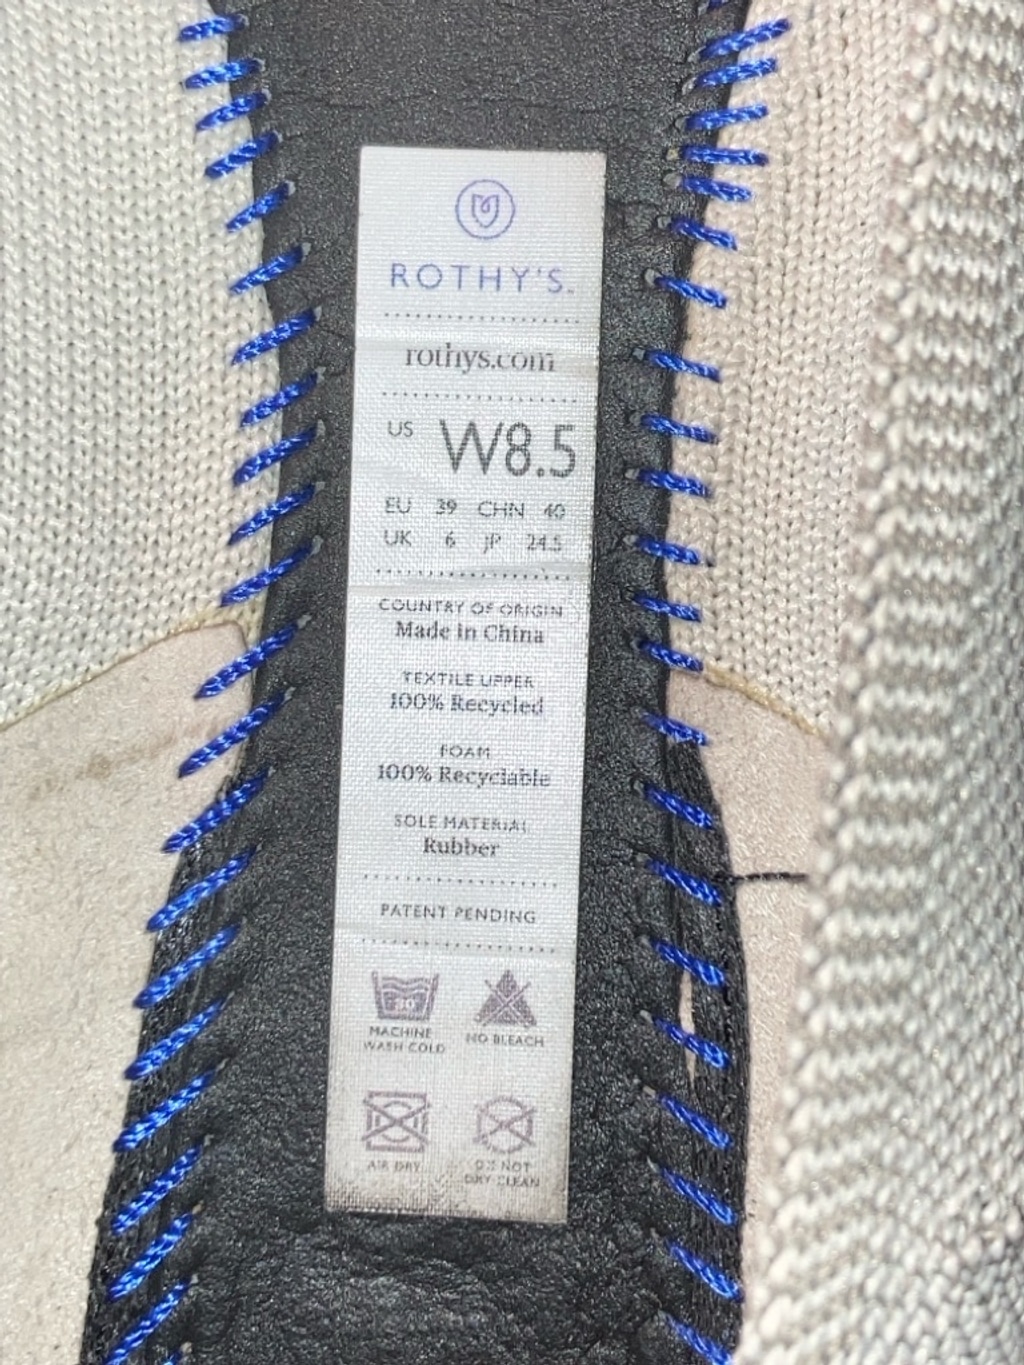 ROTHY'S™
rothys.com
US W8.5
EU 39 CHN 40
UK 6 JP 24.5
COUNTRY OF ORIGIN
Made in China
TEXTILE UPPER
100% Recycled
FOAM
100% Recyclable
SOLE MATERIAL
Rubber
PATENT PENDING
30
MACHINE WASH COLD
NO BLEACH
AIR DRY
DO NOT DRY CLEAN